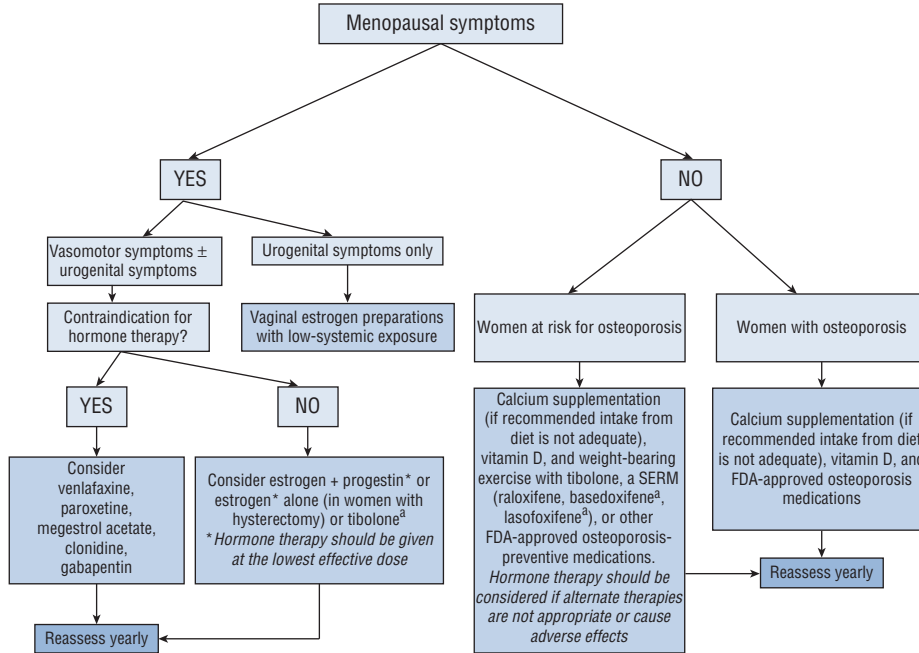 Menopausal symptoms
YES
NO
Vasomotor symptoms ±
urogenital symptoms
Urogenital symptoms only
Contraindication for
hormone therapy?
Vaginal estrogen preparations
with low-systemic exposure
YES
NO
Consider
venlafaxine,
paroxetine,
megestrol acetate,
clonidine,
gabapentin
Consider estrogen + progestin* or
estrogen* alone (in women with
hysterectomy) or tiboloneᵃ
*Hormone therapy should be given
at the lowest effective dose
Reassess yearly
Women at risk for osteoporosis
Women with osteoporosis
Calcium supplementation
(if recommended intake from
diet is not adequate),
vitamin D, and weight-bearing
exercise with tibolone, a SERM
(raloxifene, basedoxifeneᵃ,
lasofoxifeneᵃ), or other
FDA-approved osteoporosis-
preventive medications.
Hormone therapy should be
considered if alternate therapies
are not appropriate or cause
adverse effects
Calcium supplementation (if
recommended intake from diet
is not adequate), vitamin D, and
FDA-approved osteoporosis
medications
Reassess yearly